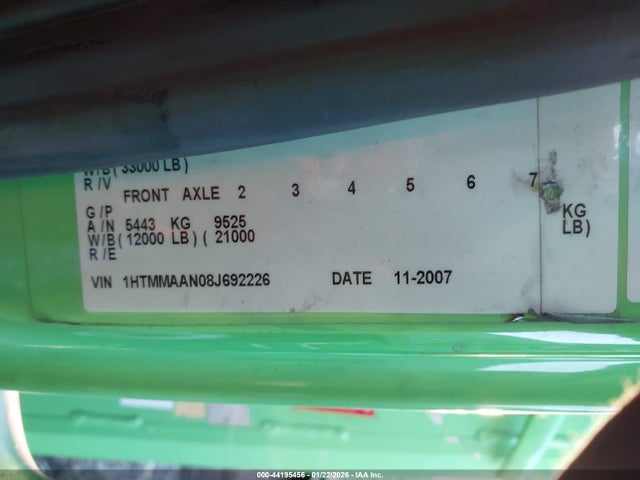 W/B( 33000 LB)
R /V
FRONT AXLE 2 3 4 5 6 7
G /P
A /N 5443 KG 9525 KG
W/B( 12000 LB) ( 21000 LB)
R /E
VIN 1HTMMAAN08J692226 DATE 11-2007
000-44195456 - 01/22/2026 - IAA Inc.